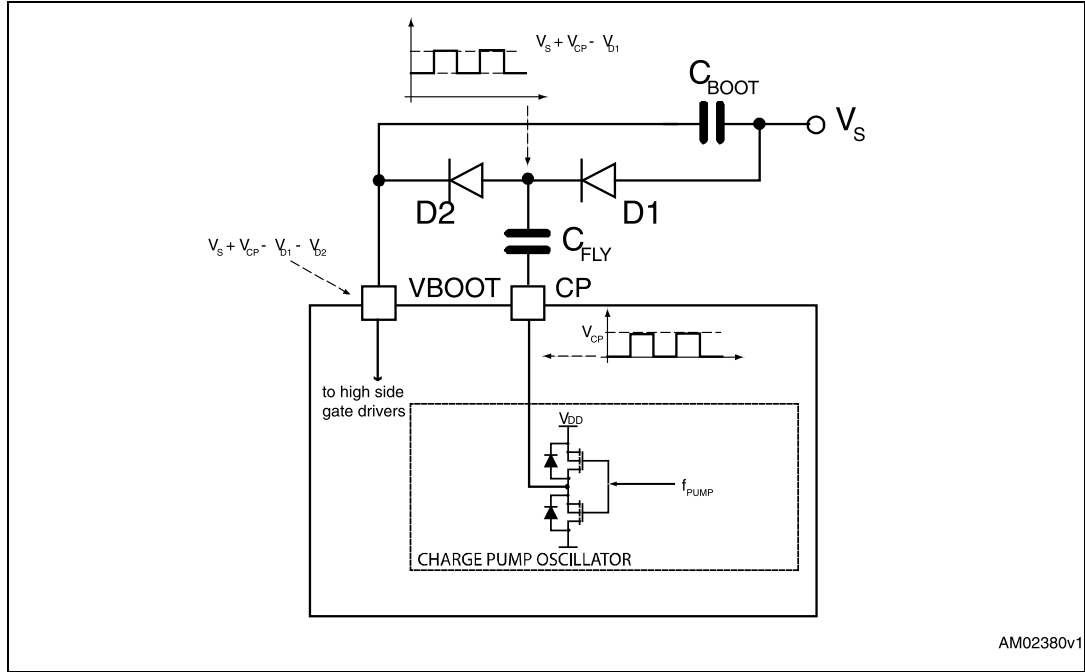 VS + VCP - VD1
CBOOT
VS
D2
D1
CFLY
VS + VCP - VD1 - VD2
VBOOT
CP
VCP
to high side
gate drivers
VDD
fPUMP
CHARGE PUMP OSCILLATOR
AM02380v1